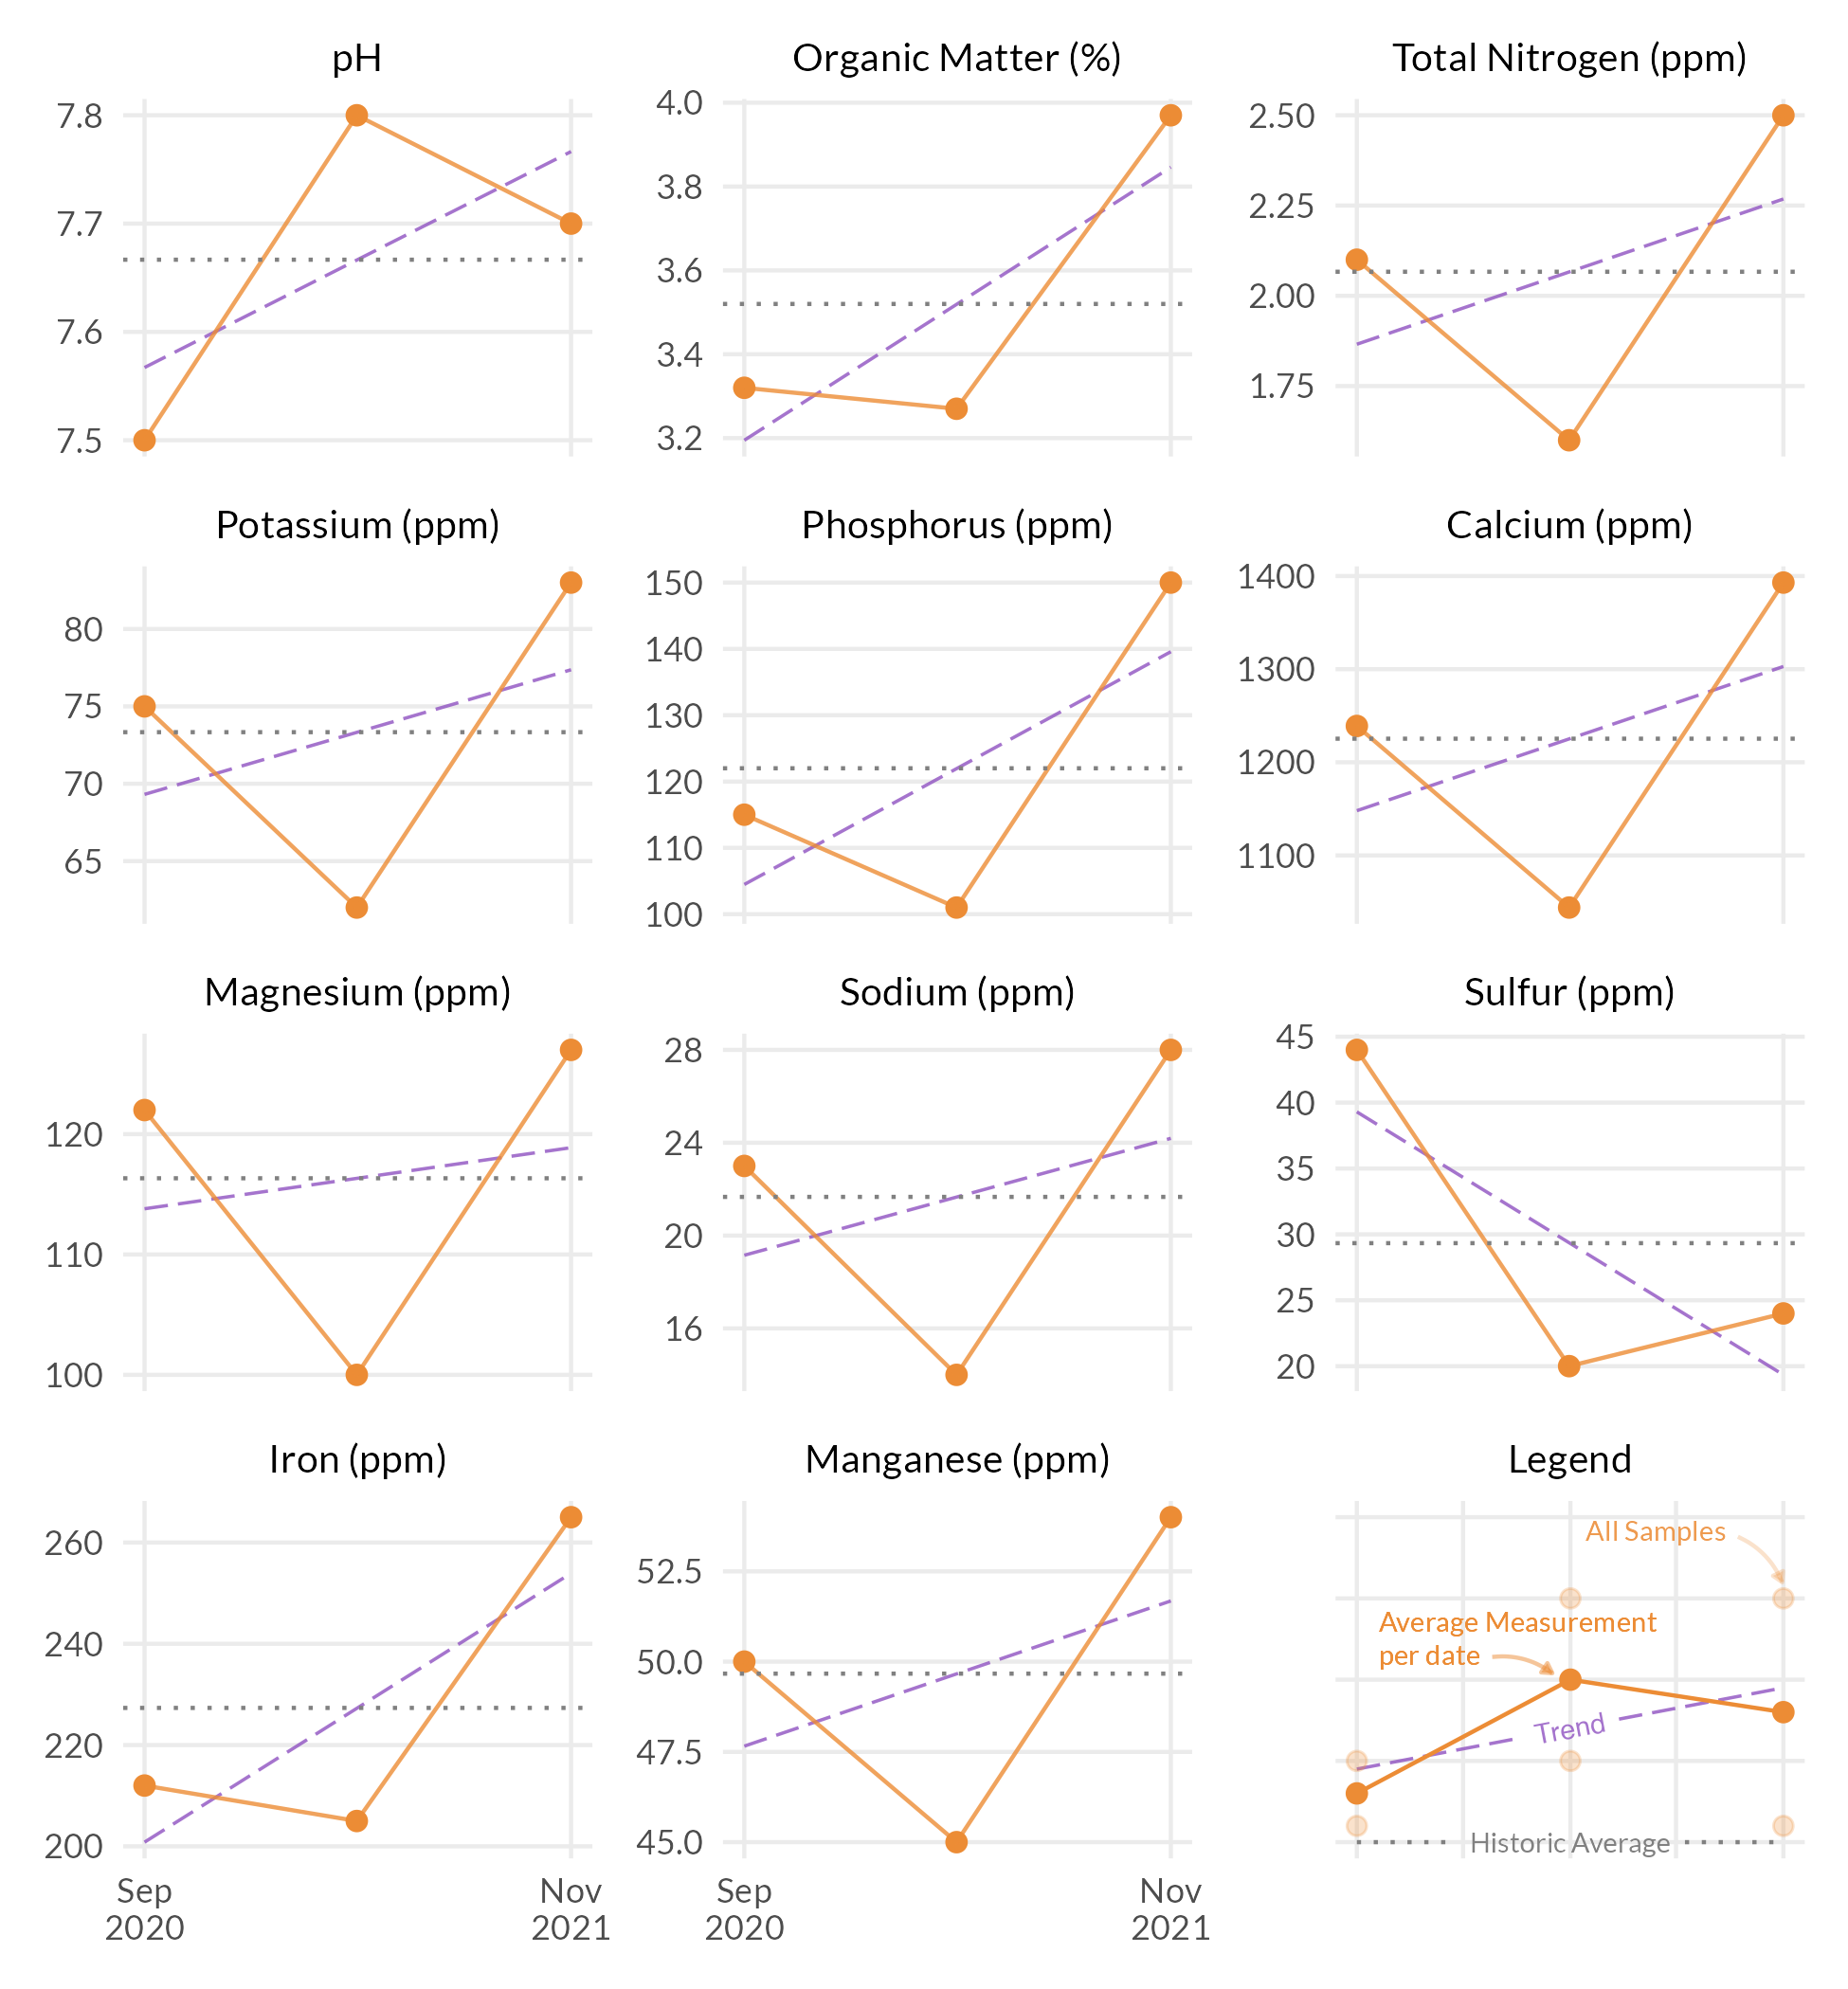 pH
7.8
7.7
7.6
7.5
Organic Matter (%)
4.0
3.8
3.6
3.4
3.2
Total Nitrogen (ppm)
2.50
2.25
2.00
1.75
Potassium (ppm)
80
75
70
65
Phosphorus (ppm)
150
140
130
120
110
100
Calcium (ppm)
1400
1300
1200
1100
Magnesium (ppm)
120
110
100
Sodium (ppm)
28
24
20
16
Sulfur (ppm)
45
40
35
30
25
20
Iron (ppm)
260
240
220
200
Sep
2020
Nov
2021
Manganese (ppm)
52.5
50.0
47.5
45.0
Sep
2020
Nov
2021
Legend
All Samples
Average Measurement
per date
Trend
Historic Average